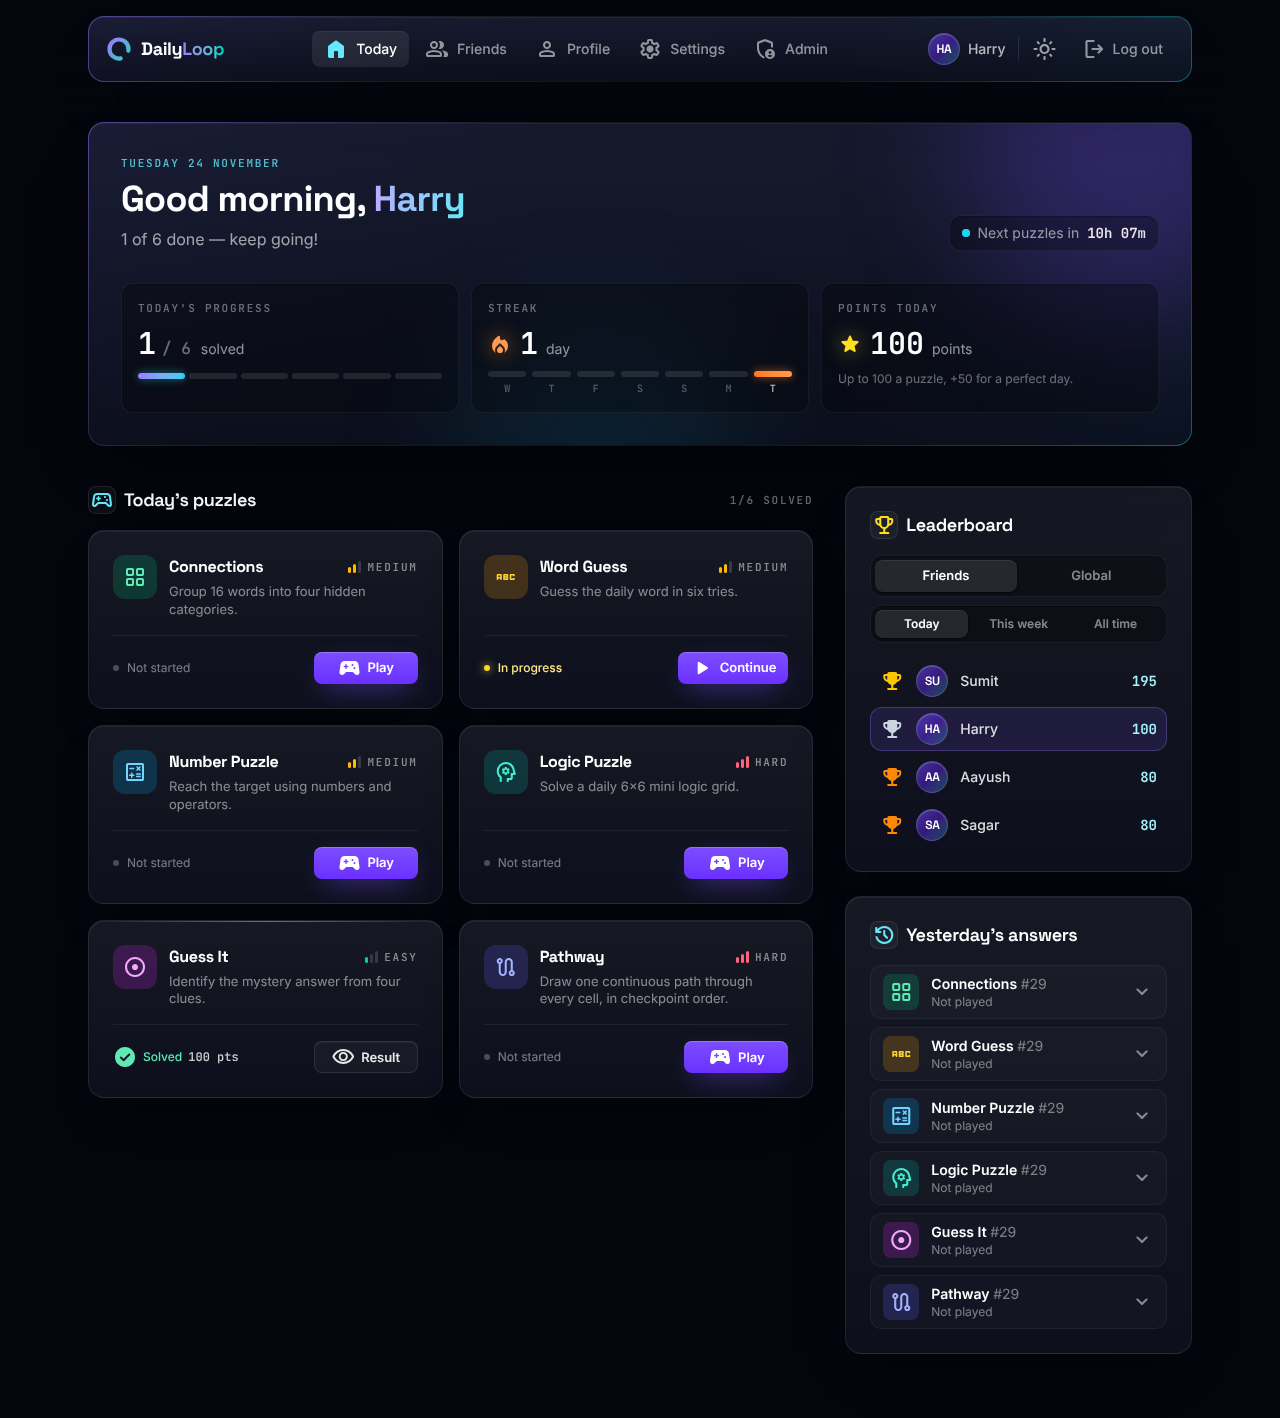 DailyLoop
Today
Friends
Profile
Settings
Admin
HA
Harry
Log out
TUESDAY 24 NOVEMBER
Good morning, Harry
1 of 6 done — keep going!
Next puzzles in 10h 07m
TODAY'S PROGRESS
1 / 6 solved
STREAK
1 day
W T F S S M T
POINTS TODAY
100 points
Up to 100 a puzzle, +50 for a perfect day.
Today's puzzles
1/6 SOLVED
Connections
MEDIUM
Group 16 words into four hidden
categories.
Not started
Play
ABC
Word Guess
MEDIUM
Guess the daily word in six tries.
In progress
Continue
Number Puzzle
MEDIUM
Reach the target using numbers and
operators.
Not started
Play
Logic Puzzle
HARD
Solve a daily 6×6 mini logic grid.
Not started
Play
Guess It
EASY
Identify the mystery answer from four
clues.
Solved 100 pts
Result
Pathway
HARD
Draw one continuous path through
every cell, in checkpoint order.
Not started
Play
Leaderboard
Friends
Global
Today
This week
All time
SU Sumit 195
HA Harry 100
AA Aayush 80
SA Sagar 80
Yesterday's answers
Connections #29
Not played
ABC
Word Guess #29
Not played
Number Puzzle #29
Not played
Logic Puzzle #29
Not played
Guess It #29
Not played
Pathway #29
Not played